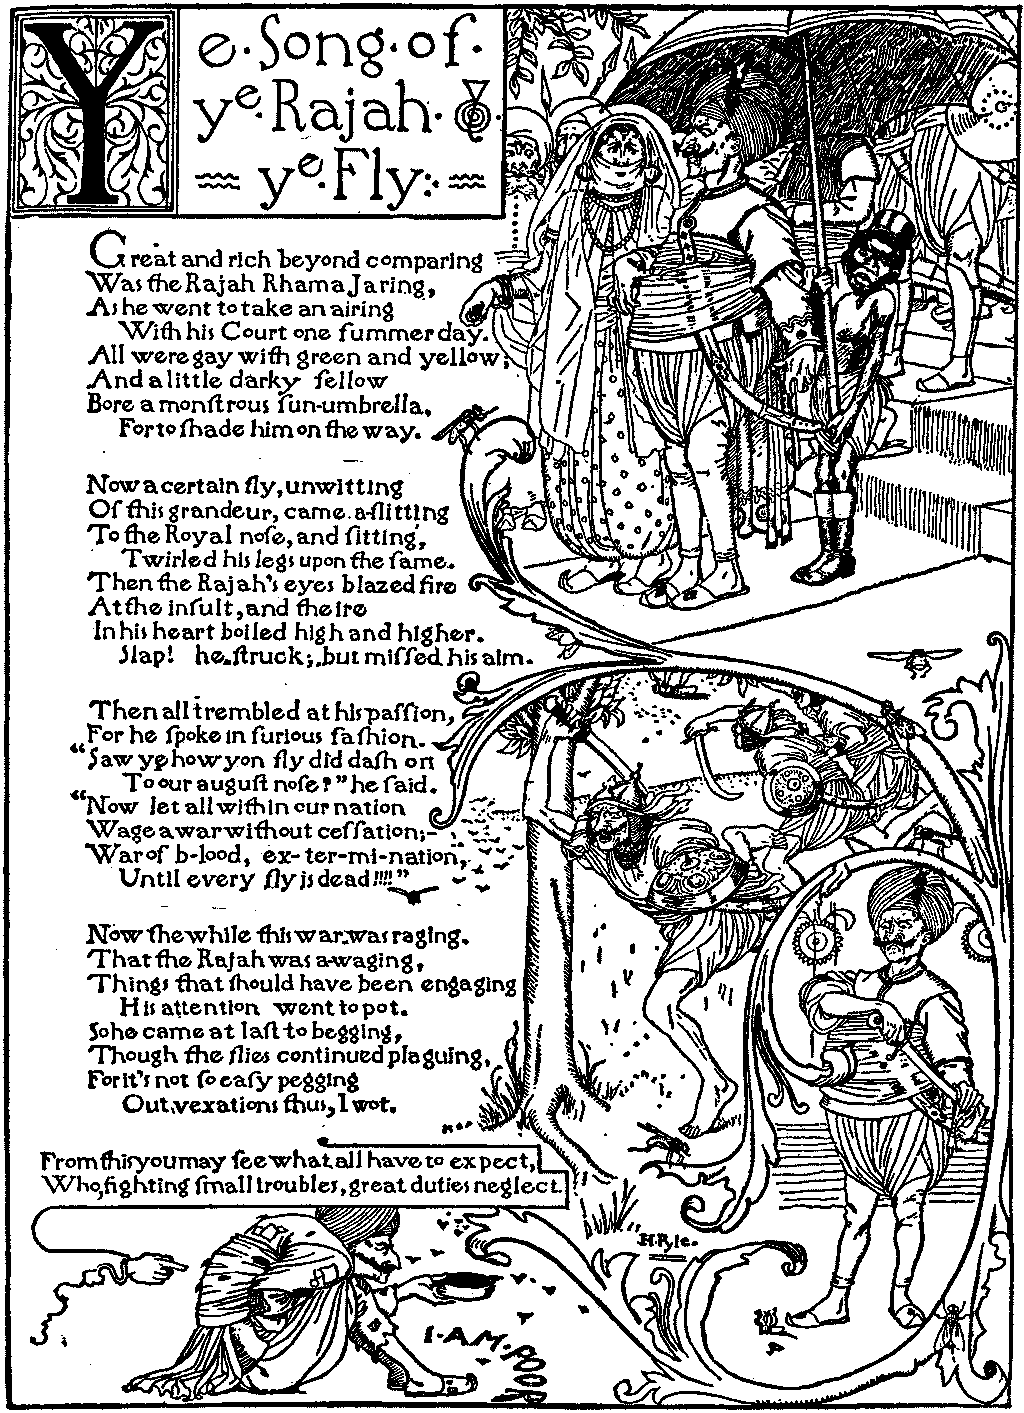 Ye·Song·of·
yᵉ·Rajah·&
yᵉ·Fly:
Great and rich beyond comparing
Was the Rajah Rhama Jaring,
As he went to take an airing
With his Court one ſummer day.
All were gay with green and yellow;
And a little darky fellow
Bore a monſtrous ſun-umbrella,
For to ſhade him on the way.
Now a certain fly, unwitting
Of this grandeur, came a-flitting
To the Royal noſe, and ſitting,
Twirled his legs upon the ſame.
Then the Rajah's eyes blazed fire
At the inſult, and the ire
In his heart boiled high and higher.
Slap! he ſtruck; but miſſed his aim.
Then all trembled at his paſſion,
For he ſpoke in furious faſhion.
“Saw ye how yon fly did daſh on
To our auguſt noſe?” he ſaid.
“Now let all within our nation
Wage a war without ceſſation;—
War of b-lood, ex-ter-mi-nation,
Until every fly is dead!!!!”
Now the while this war was raging,
That the Rajah was a-waging,
Things that ſhould have been engaging
His attention went to pot.
So he came at laſt to begging,
Though the flies continued plaguing,
For it's not ſo eaſy pegging
Out vexations thus, I wot.
From this you may ſee what all have to expect,
Who, fighting ſmall troubles, great duties neglect.
H. Pyle.
I·AM·POOR